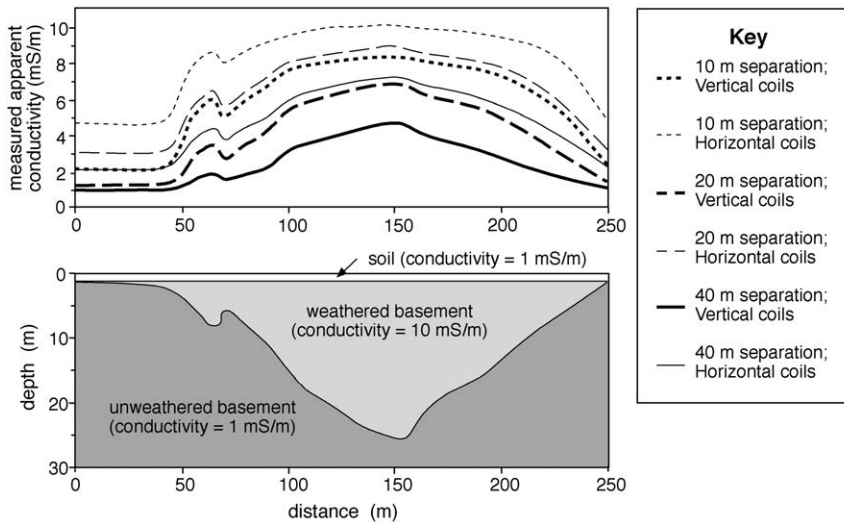 measured apparent
conductivity (mS/m)
10
8
6
4
2
0
0
50
100
150
200
250
soil (conductivity = 1 mS/m)
0
10
20
30
depth (m)
weathered basement
(conductivity = 10 mS/m)
unweathered basement
(conductivity = 1 mS/m)
0
50
100
150
200
250
distance (m)
Key
10 m separation;
Vertical coils
10 m separation;
Horizontal coils
20 m separation;
Vertical coils
20 m separation;
Horizontal coils
40 m separation;
Vertical coils
40 m separation;
Horizontal coils